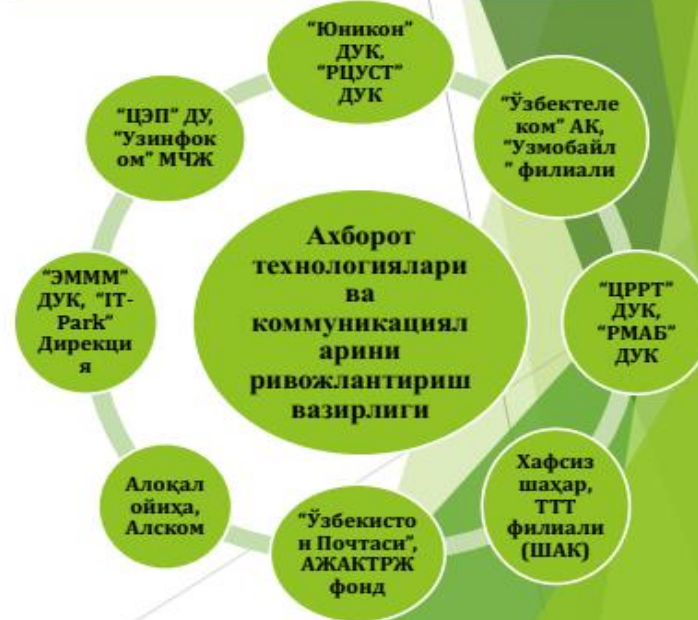 “Юникон”
ДУК,
“РЦУСТ”
ДУК
“Ўзбектеле
ком” АК,
“Узмобайл
” филиали
“ЦРРТ”
ДУК,
“РМАБ”
ДУК
Хафсиз
шаҳар,
ТТТ
филиали
(ШАК)
“Ўзбекисто
н Почтаси”,
АЖАКТРЖ
фонд
Алоқал
ойиҳа,
Алском
“ЭМММ”
ДУК, “IT-
Park”
Дирекци
я
“ЦЭП” ДУ,
“Узинфок
ом” МЧЖ
Ахборот
технологиялари
ва
коммуникациял
арини
ривожлантириш
вазирлиги